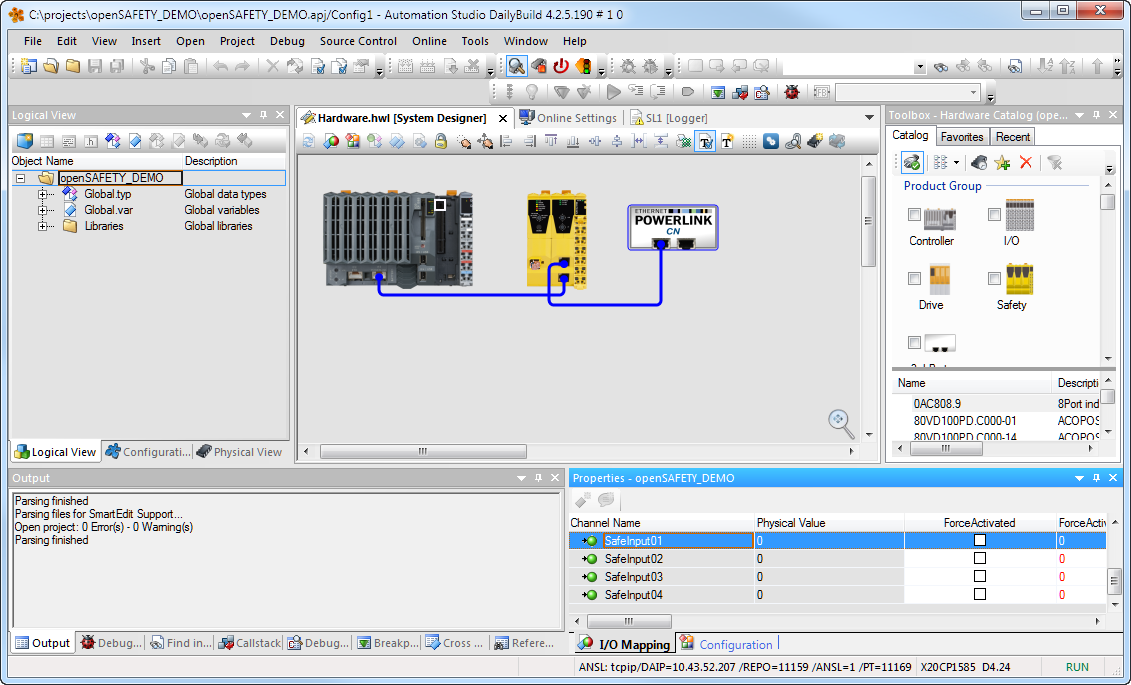 C:\projects\openSAFETY_DEMO\openSAFETY_DEMO.apj/Config1 - Automation Studio DailyBuild 4.2.5.190 # 1 0
File Edit View Insert Open Project Debug Source Control Online Tools Window Help
Logical View
Object Name Description
openSAFETY_DEMO
Global.typ Global data types
Global.var Global variables
Libraries Global libraries
Logical View Configurati... Physical View
Hardware.hwl [System Designer] Online Settings SL1 [Logger]
ETHERNET
POWERLINK
CN
Toolbox - Hardware Catalog (ope...
Catalog Favorites Recent
Product Group
Controller I/O
Drive Safety
Name Descripti
0AC808.9 8Port ind
80VD100PD.C000-01 ACOPOS
80VD100PD.C000-14 ACOPOS
Output
Parsing finished
Parsing files for SmartEdit Support...
Open project: 0 Error(s) - 0 Warning(s)
Parsing finished
Output Debug... Find in... Callstack Debug... Breakp... Cross ... Refere...
Properties - openSAFETY_DEMO
Channel Name Physical Value ForceActivated ForceActiv
SafeInput01 0 0
SafeInput02 0 0
SafeInput03 0 0
SafeInput04 0 0
I/O Mapping Configuration
ANSL: tcpip/DAIP=10.43.52.207 /REPO=11159 /ANSL=1 /PT=11169 X20CP1585 D4.24 RUN